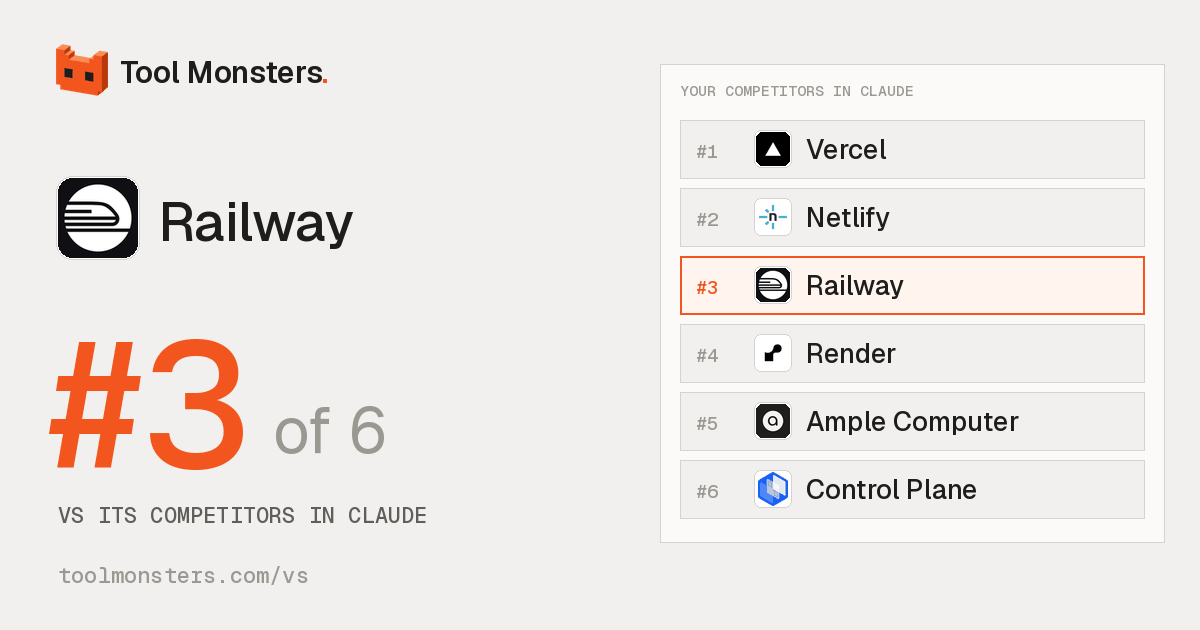 Tool Monsters.
Railway
#3 of 6
VS ITS COMPETITORS IN CLAUDE
toolmonsters.com/vs
YOUR COMPETITORS IN CLAUDE
#1 Vercel
#2 n Netlify
#3 Railway
#4 Render
#5 a Ample Computer
#6 Control Plane